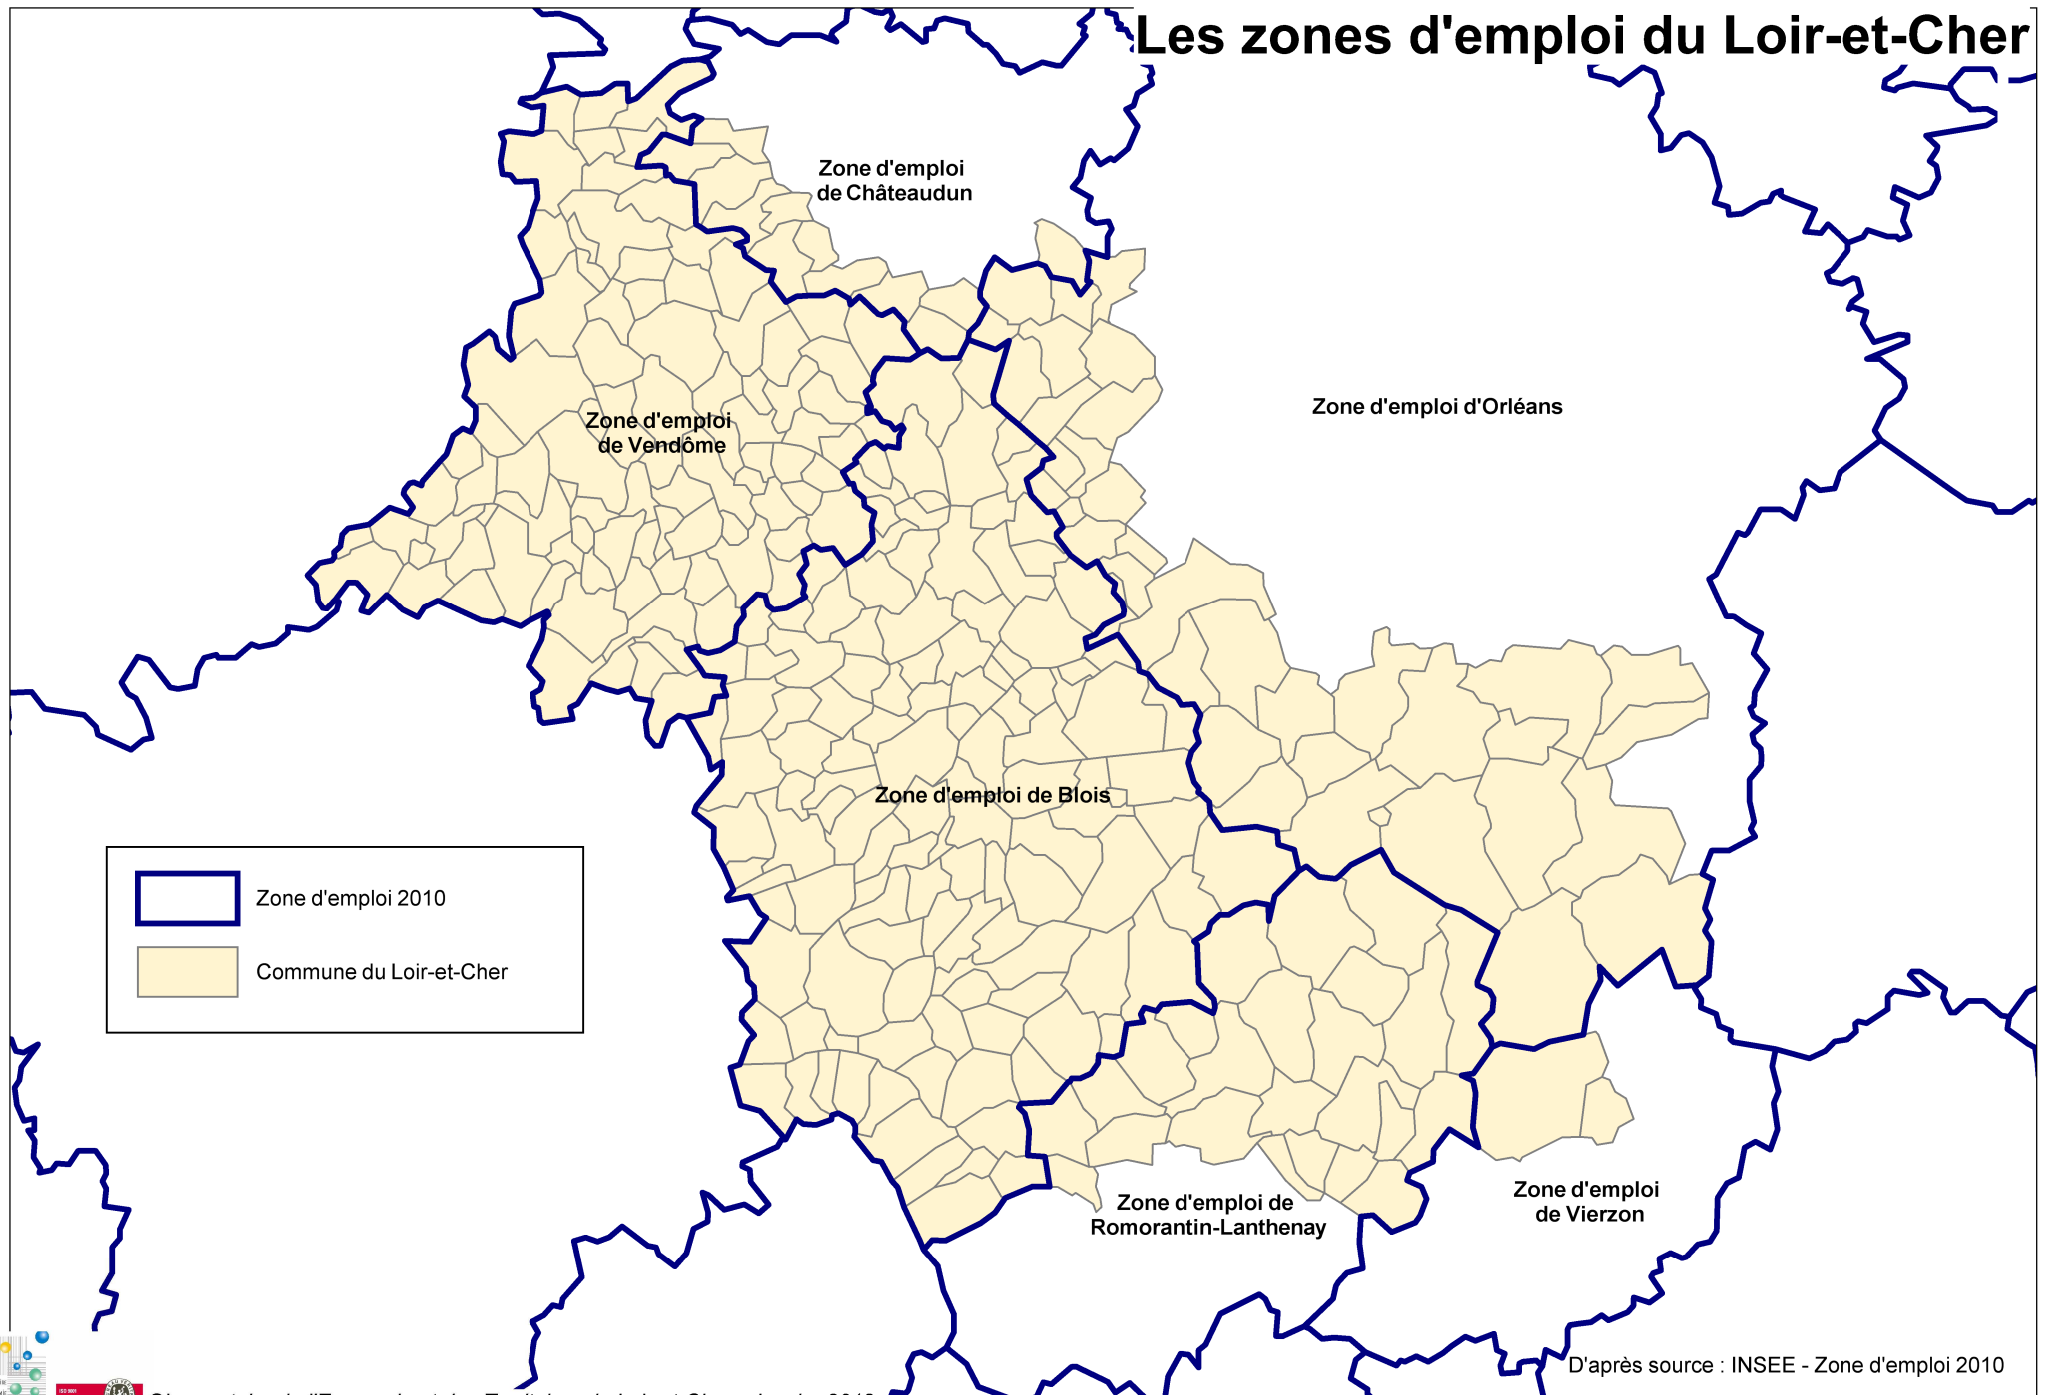 Les zones d'emploi du Loir-et-Cher
Zone d'emploi
de Châteaudun
Zone d'emploi d'Orléans
Zone d'emploi
de Vendôme
Zone d'emploi de Blois
Zone d'emploi 2010
Commune du Loir-et-Cher
Zone d'emploi de
Romorantin-Lanthenay
Zone d'emploi
de Vierzon
D'après source : INSEE - Zone d'emploi 2010
ISO 9001